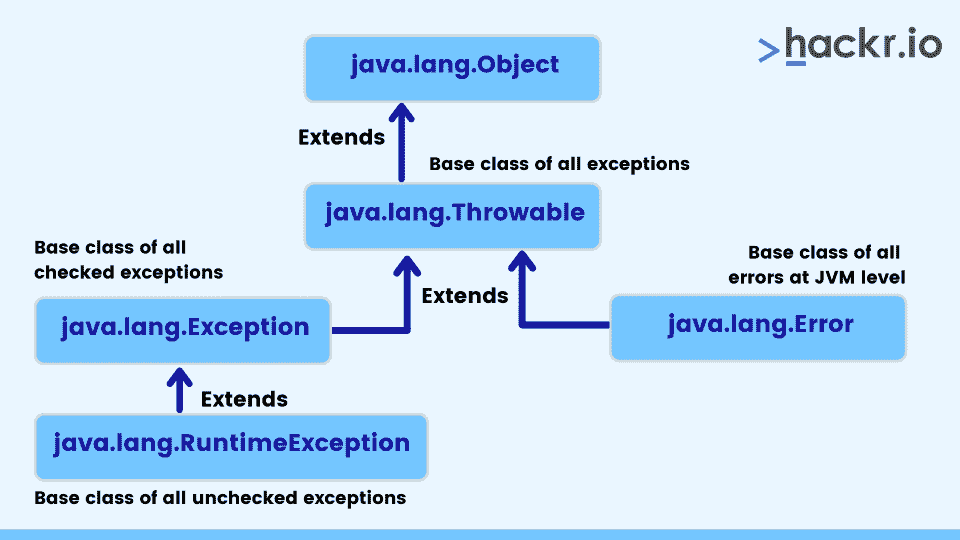 hackr.io
java.lang.Object
Extends
Base class of all exceptions
java.lang.Throwable
Base class of all
checked exceptions
Base class of all
errors at JVM level
Extends
java.lang.Exception
java.lang.Error
Extends
java.lang.RuntimeException
Base class of all unchecked exceptions